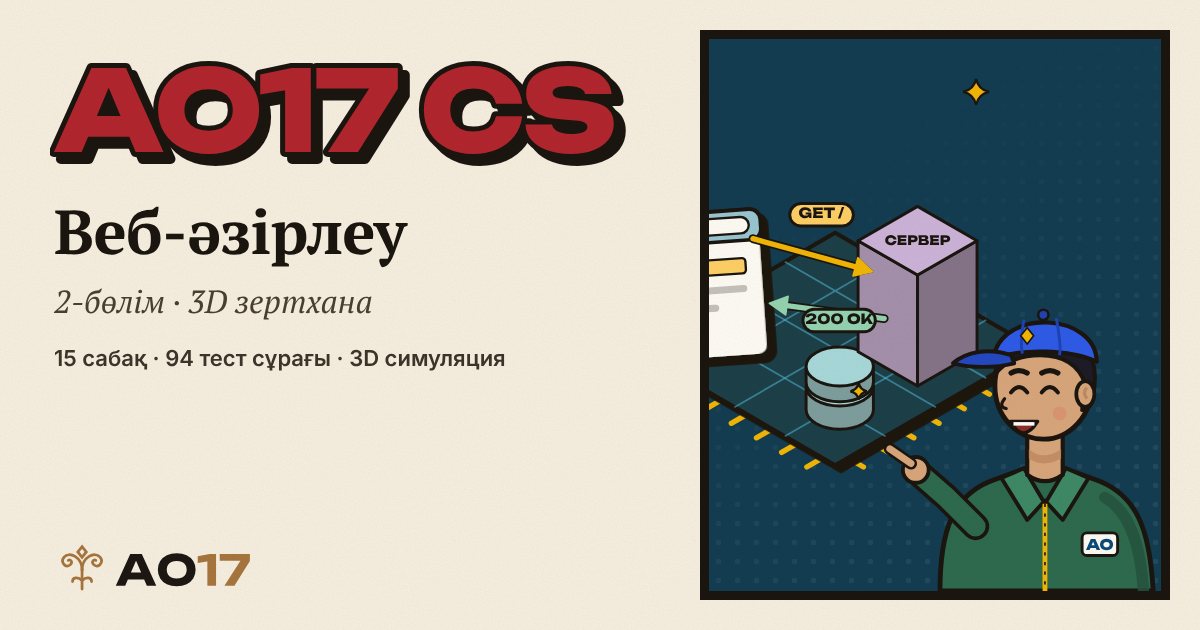 AO17 CS
Веб-әзірлеу
2-бөлім · 3D зертхана
15 сабақ · 94 тест сұрағы · 3D симуляция
AO17
GET /
СЕРВЕР
200 OK
AO